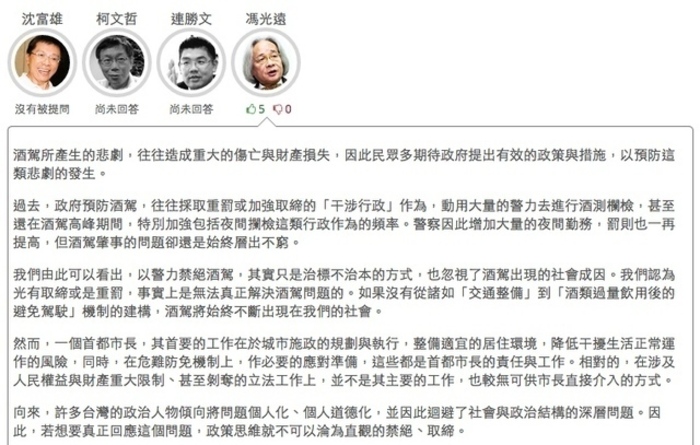 沈富雄 柯文哲 連勝文 馮光遠
沒有被提問 尚未回答 尚未回答 5 0
酒駕所產生的悲劇，往往造成重大的傷亡與財產損失，因此民眾多期待政府提出有效的政策與措施，以預防這
類悲劇的發生。
過去，政府預防酒駕，往往採取重罰或加強取締的「干涉行政」作為，動用大量的警力去進行酒測攔檢，甚至
還在酒駕高峰期間，特別加強包括夜間攔檢這類行政作為的頻率。警察因此增加大量的夜間勤務，罰則也一再
提高，但酒駕肇事的問題卻還是始終層出不窮。
我們由此可以看出，以警力禁絕酒駕，其實只是治標不治本的方式，也忽視了酒駕出現的社會成因。我們認為
光有取締或是重罰，事實上是無法真正解決酒駕問題的。如果沒有從諸如「交通整備」到「酒類過量飲用後的
避免駕駛」機制的建構，酒駕將始終不斷出現在我們的社會。
然而，一個首都市長，其首要的工作在於城市施政的規劃與執行，整備適宜的居住環境，降低干擾生活正常運
作的風險，同時，在危難防免機制上，作必要的應對準備，這些都是首都市長的責任與工作。相對的，在涉及
人民權益與財產重大限制、甚至剝奪的立法工作上，並不是其主要的工作，也較無可供市長直接介入的方式。
向來，許多台灣的政治人物傾向將問題個人化、個人道德化，並因此迴避了社會與政治結構的深層問題。因
此，若想要真正回應這個問題，政策思維就不可以淪為直觀的禁絕、取締。